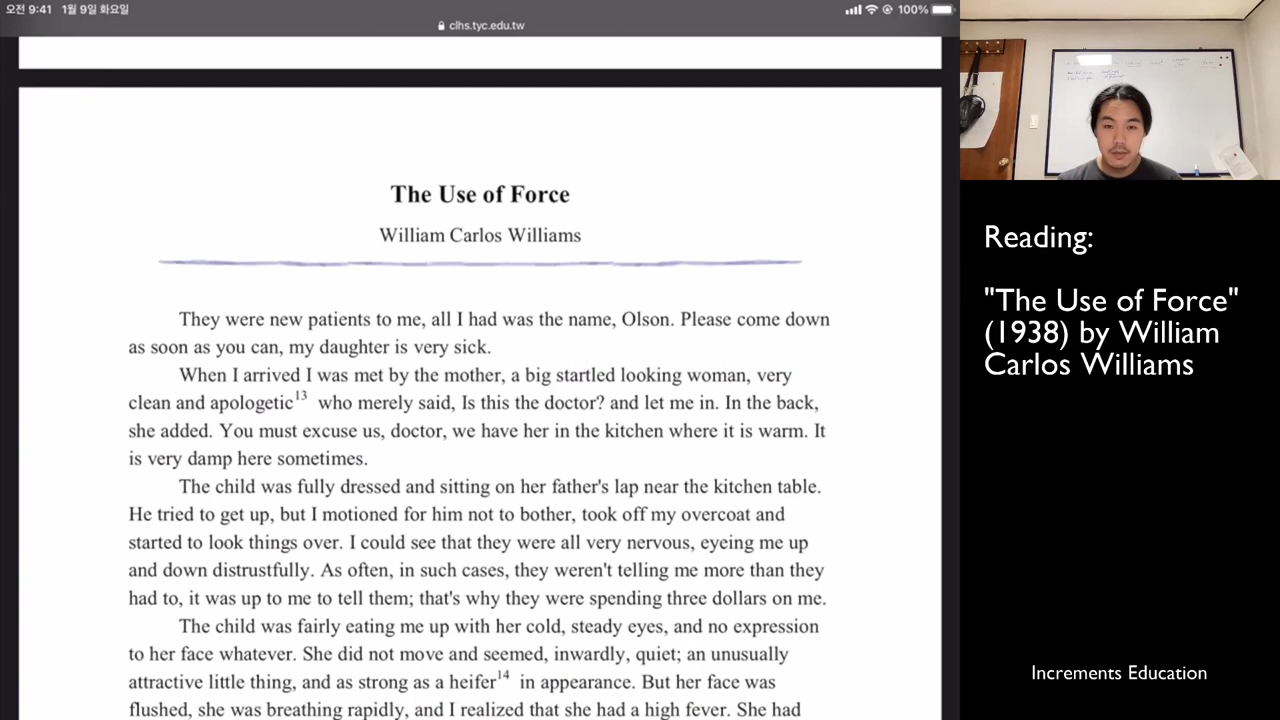 오전 9:41 1월 9일 화요일
100%
clhs.tyc.edu.tw
The Use of Force
William Carlos Williams
They were new patients to me, all I had was the name, Olson. Please come down
as soon as you can, my daughter is very sick.
When I arrived I was met by the mother, a big startled looking woman, very
clean and apologetic13 who merely said, Is this the doctor? and let me in. In the back,
she added. You must excuse us, doctor, we have her in the kitchen where it is warm. It
is very damp here sometimes.
The child was fully dressed and sitting on her father's lap near the kitchen table.
He tried to get up, but I motioned for him not to bother, took off my overcoat and
started to look things over. I could see that they were all very nervous, eyeing me up
and down distrustfully. As often, in such cases, they weren't telling me more than they
had to, it was up to me to tell them; that's why they were spending three dollars on me.
The child was fairly eating me up with her cold, steady eyes, and no expression
to her face whatever. She did not move and seemed, inwardly, quiet; an unusually
attractive little thing, and as strong as a heifer14 in appearance. But her face was
flushed, she was breathing rapidly, and I realized that she had a high fever. She had
Reading:
"The Use of Force"
(1938) by William
Carlos Williams
Increments Education